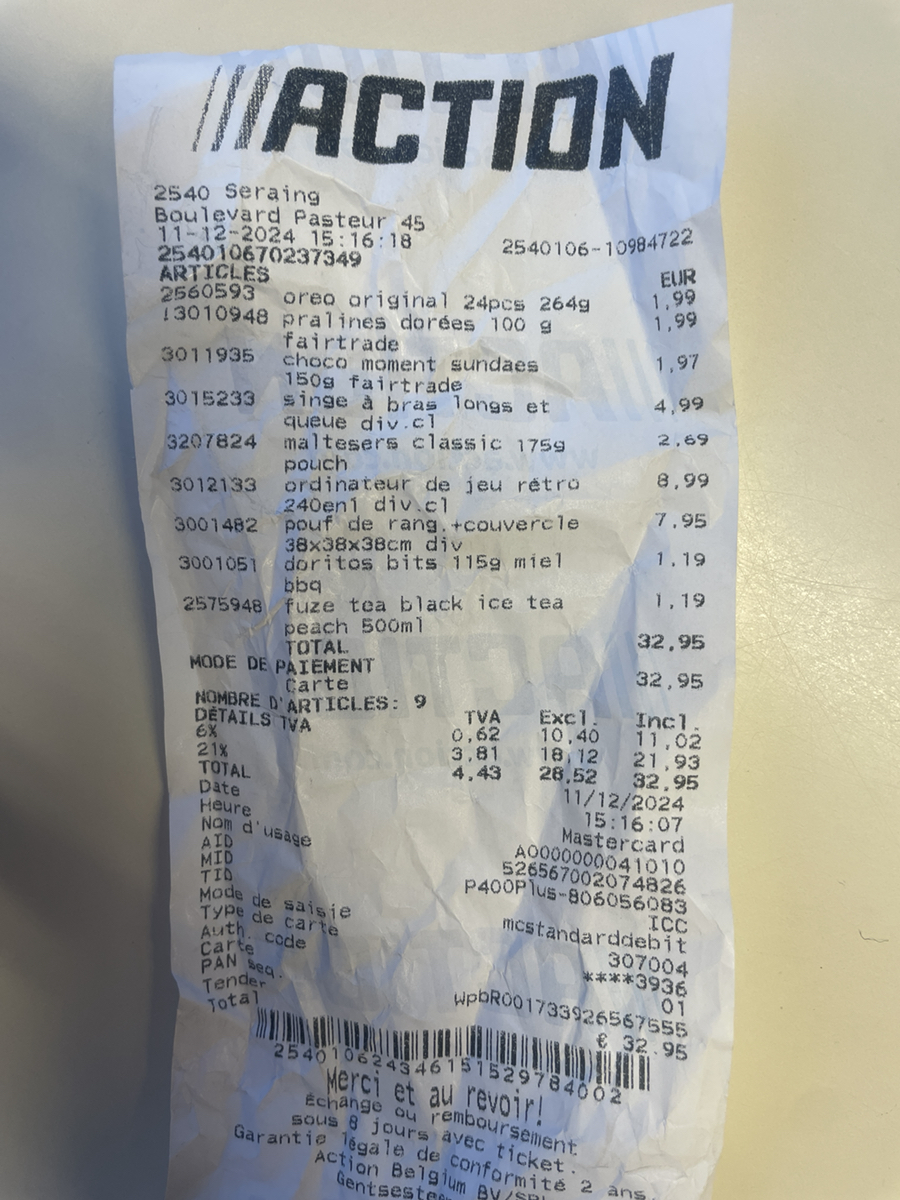 ACTION
2540 Seraing
Boulevard Pasteur 45
11-12-2024 15:16:18 2540106-10984722
254010670237349
ARTICLES EUR
2560593 oreo original 24pcs 264g 1,99
13010948 pralines dorées 100 g 1,99
fairtrade
3011935 choco moment sundaes 1,97
150g fairtrade
3015233 singe à bras longs et 4,99
queue div.cl
3207824 maltesers classic 175g 2,69
pouch
3012133 ordinateur de jeu rétro 8,99
240en1 div.cl
3001482 pouf de rang.+couvercle 7,95
38x38x38cm div
3001051 doritos bits 115g miel 1,19
bbq
2575948 fuze tea black ice tea 1,19
peach 500ml
TOTAL 32,95
MODE DE PAIEMENT
Carte 32,95
NOMBRE D'ARTICLES: 9
DÉTAILS TVA TVA Excl. Incl.
6% 0,62 10,40 11,02
21% 3,81 18,12 21,93
TOTAL 4,43 28,52 32,95
Date 11/12/2024
Heure 15:16:07
Nom d'usage Mastercard
AID A0000000041010
MID 526567002074826
TID P400Plus-806056083
Mode de saisie ICC
Type de carte mcstandarddebit
Auth. code 307004
Carte ****3936
PAN seq. 01
Tender WpbR001733926567555
Total € 32.95
254010624346151529784002
Merci et au revoir!
Échange ou remboursement
sous 8 jours avec ticket.
Garantie légale de conformité 2 ans.
Action Belgium BV/SRL